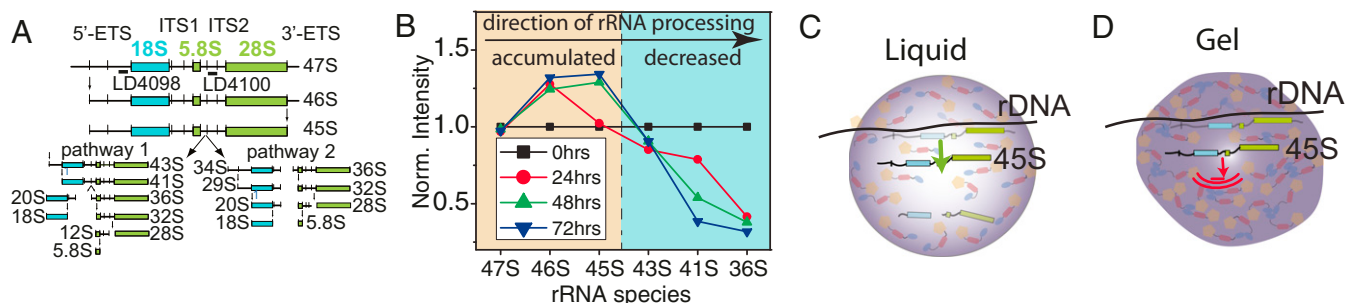 A
5'-ETS ITS1 ITS2 3'-ETS
18S 5.8S 28S
47S
LD4098 LD4100
46S
45S
pathway 1 pathway 2
43S 34S 36S
41S 29S 32S
20S 36S 20S 28S
18S 32S 18S 5.8S
12S 28S
5.8S
B
direction of rRNA processing
accumulated decreased
1.5
1.0
0.5
Norm. Intensity
0hrs
24hrs
48hrs
72hrs
47S 46S 45S 43S 41S 36S
rRNA species
C
Liquid
rDNA
45S
D
Gel
rDNA
45S